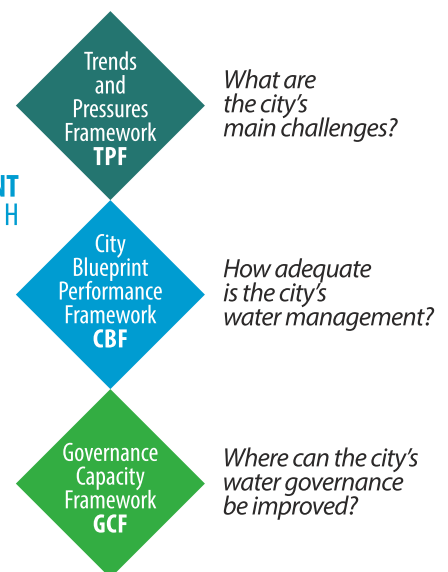 Trends
and
Pressures
Framework
TPF
What are
the city's
main challenges?
NT
H
City
Blueprint
Performance
Framework
CBF
How adequate
is the city's
water management?
Governance
Capacity
Framework
GCF
Where can the city's
water governance
be improved?